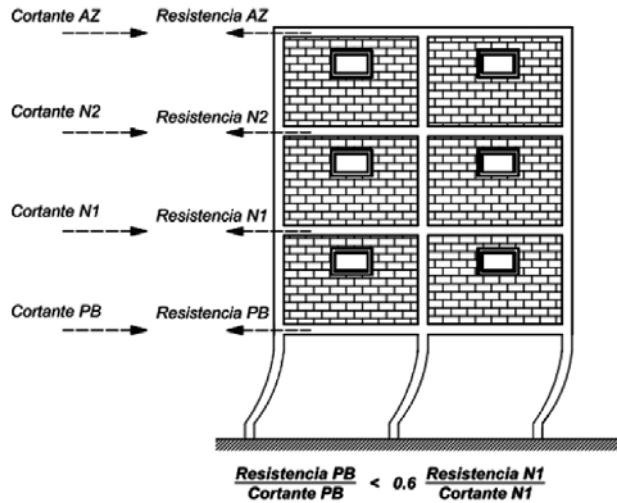 Cortante AZ Resistencia AZ
Cortante N2 Resistencia N2
Cortante N1 Resistencia N1
Cortante PB Resistencia PB
Resistencia PB < 0.6 Resistencia N1
Cortante PB Cortante N1